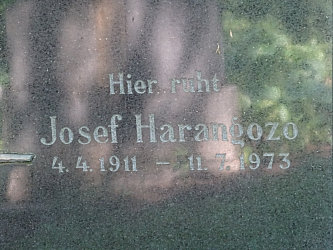 Hier ruht
Josef Harangozo
4. 4. 1911 – 11. 7. 1973